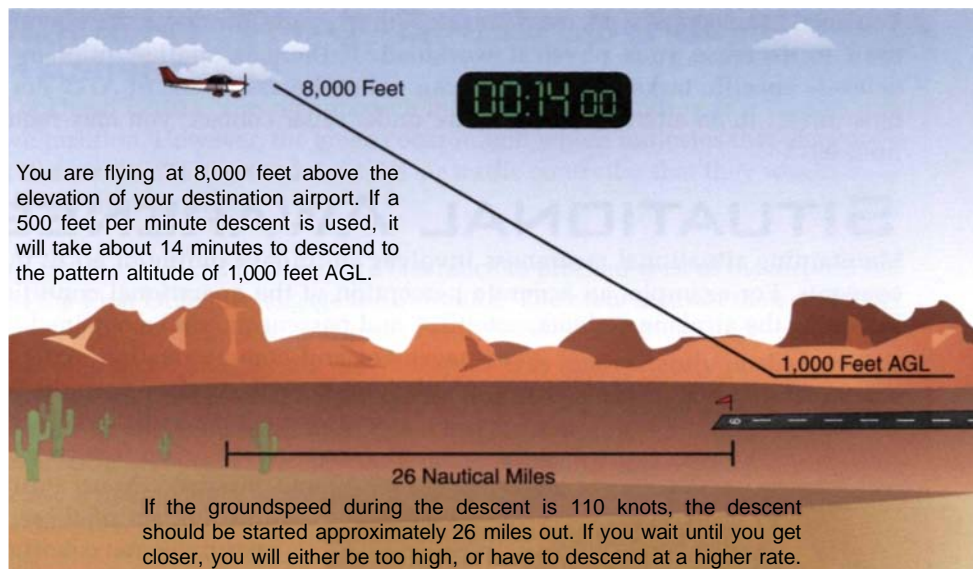 8,000 Feet
00:14 00
You are flying at 8,000 feet above the
elevation of your destination airport. If a
500 feet per minute descent is used, it
will take about 14 minutes to descend to
the pattern altitude of 1,000 feet AGL.
SITUATIONAL
1,000 Feet AGL
9
26 Nautical Miles
If the groundspeed during the descent is 110 knots, the descent
should be started approximately 26 miles out. If you wait until you get
closer, you will either be too high, or have to descend at a higher rate.